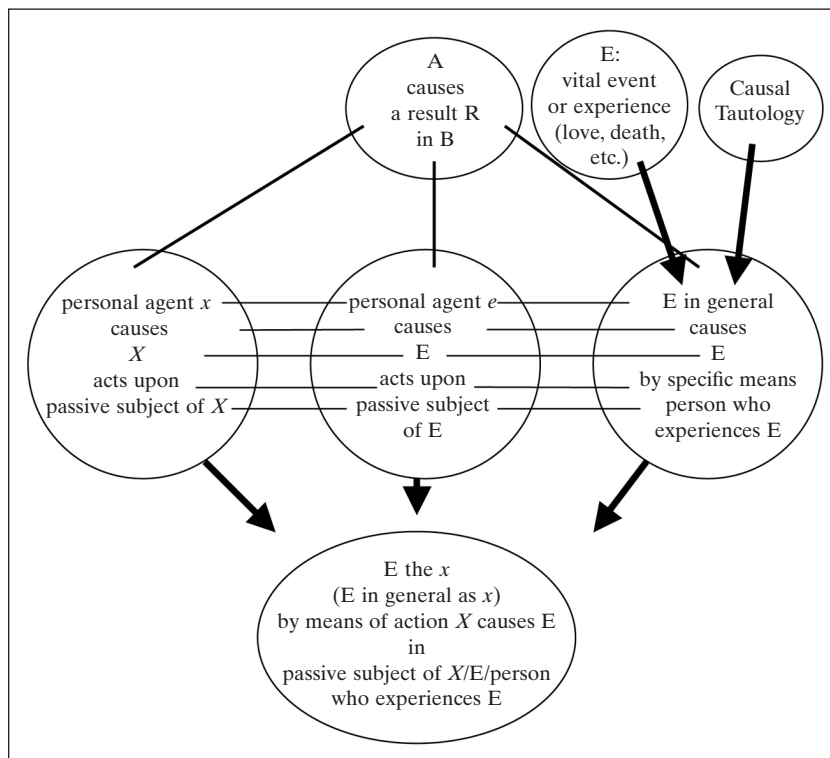 A
causes
a result R
in B
E:
vital event
or experience
(love, death,
etc.)
Causal
Tautology
personal agent x
causes
X
acts upon
passive subject of X
personal agent e
causes
E
acts upon
passive subject
of E
E in general
causes
E
by specific means
person who
experiences E
E the x
(E in general as x)
by means of action X causes E
in
passive subject of X/E/person
who experiences E